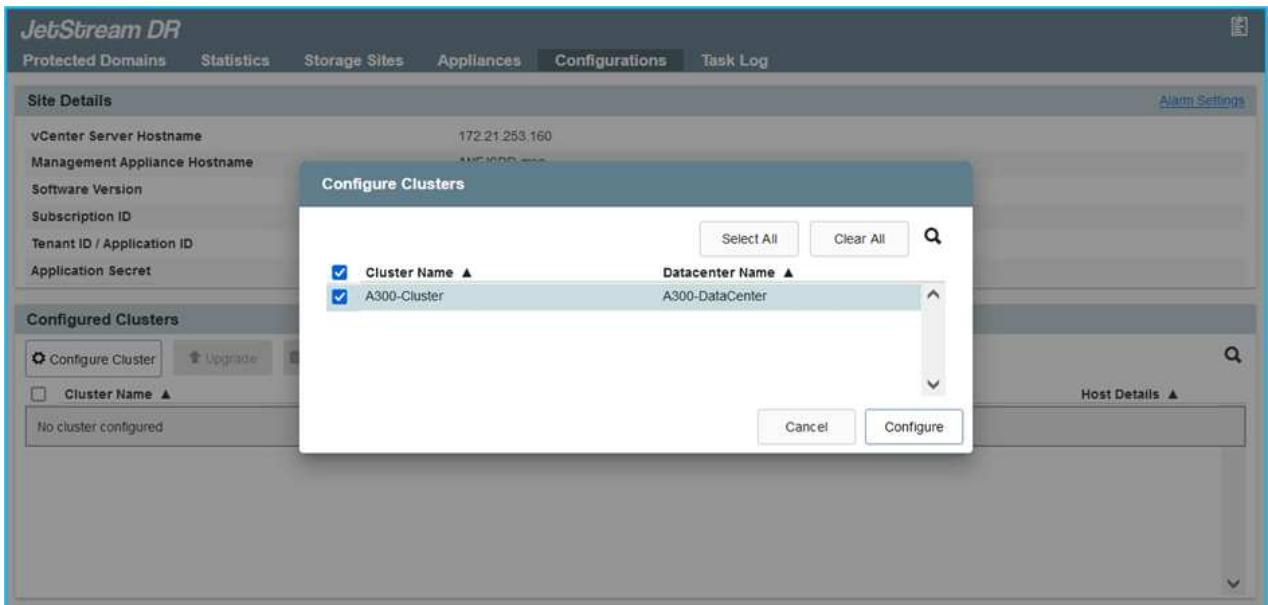 JetStream DR
Protected Domains Statistics Storage Sites Appliances Configurations Task Log
Site Details Alarm Settings
vCenter Server Hostname 172.21.253.160
Management Appliance Hostname
Software Version
Subscription ID
Tenant ID / Application ID
Application Secret
Configure Clusters
Select All Clear All
Cluster Name ▲ Datacenter Name ▲
A300-Cluster A300-DataCenter
Cancel Configure
Configured Clusters
Configure Cluster Upgrade
Cluster Name ▲ Host Details ▲
No cluster configured